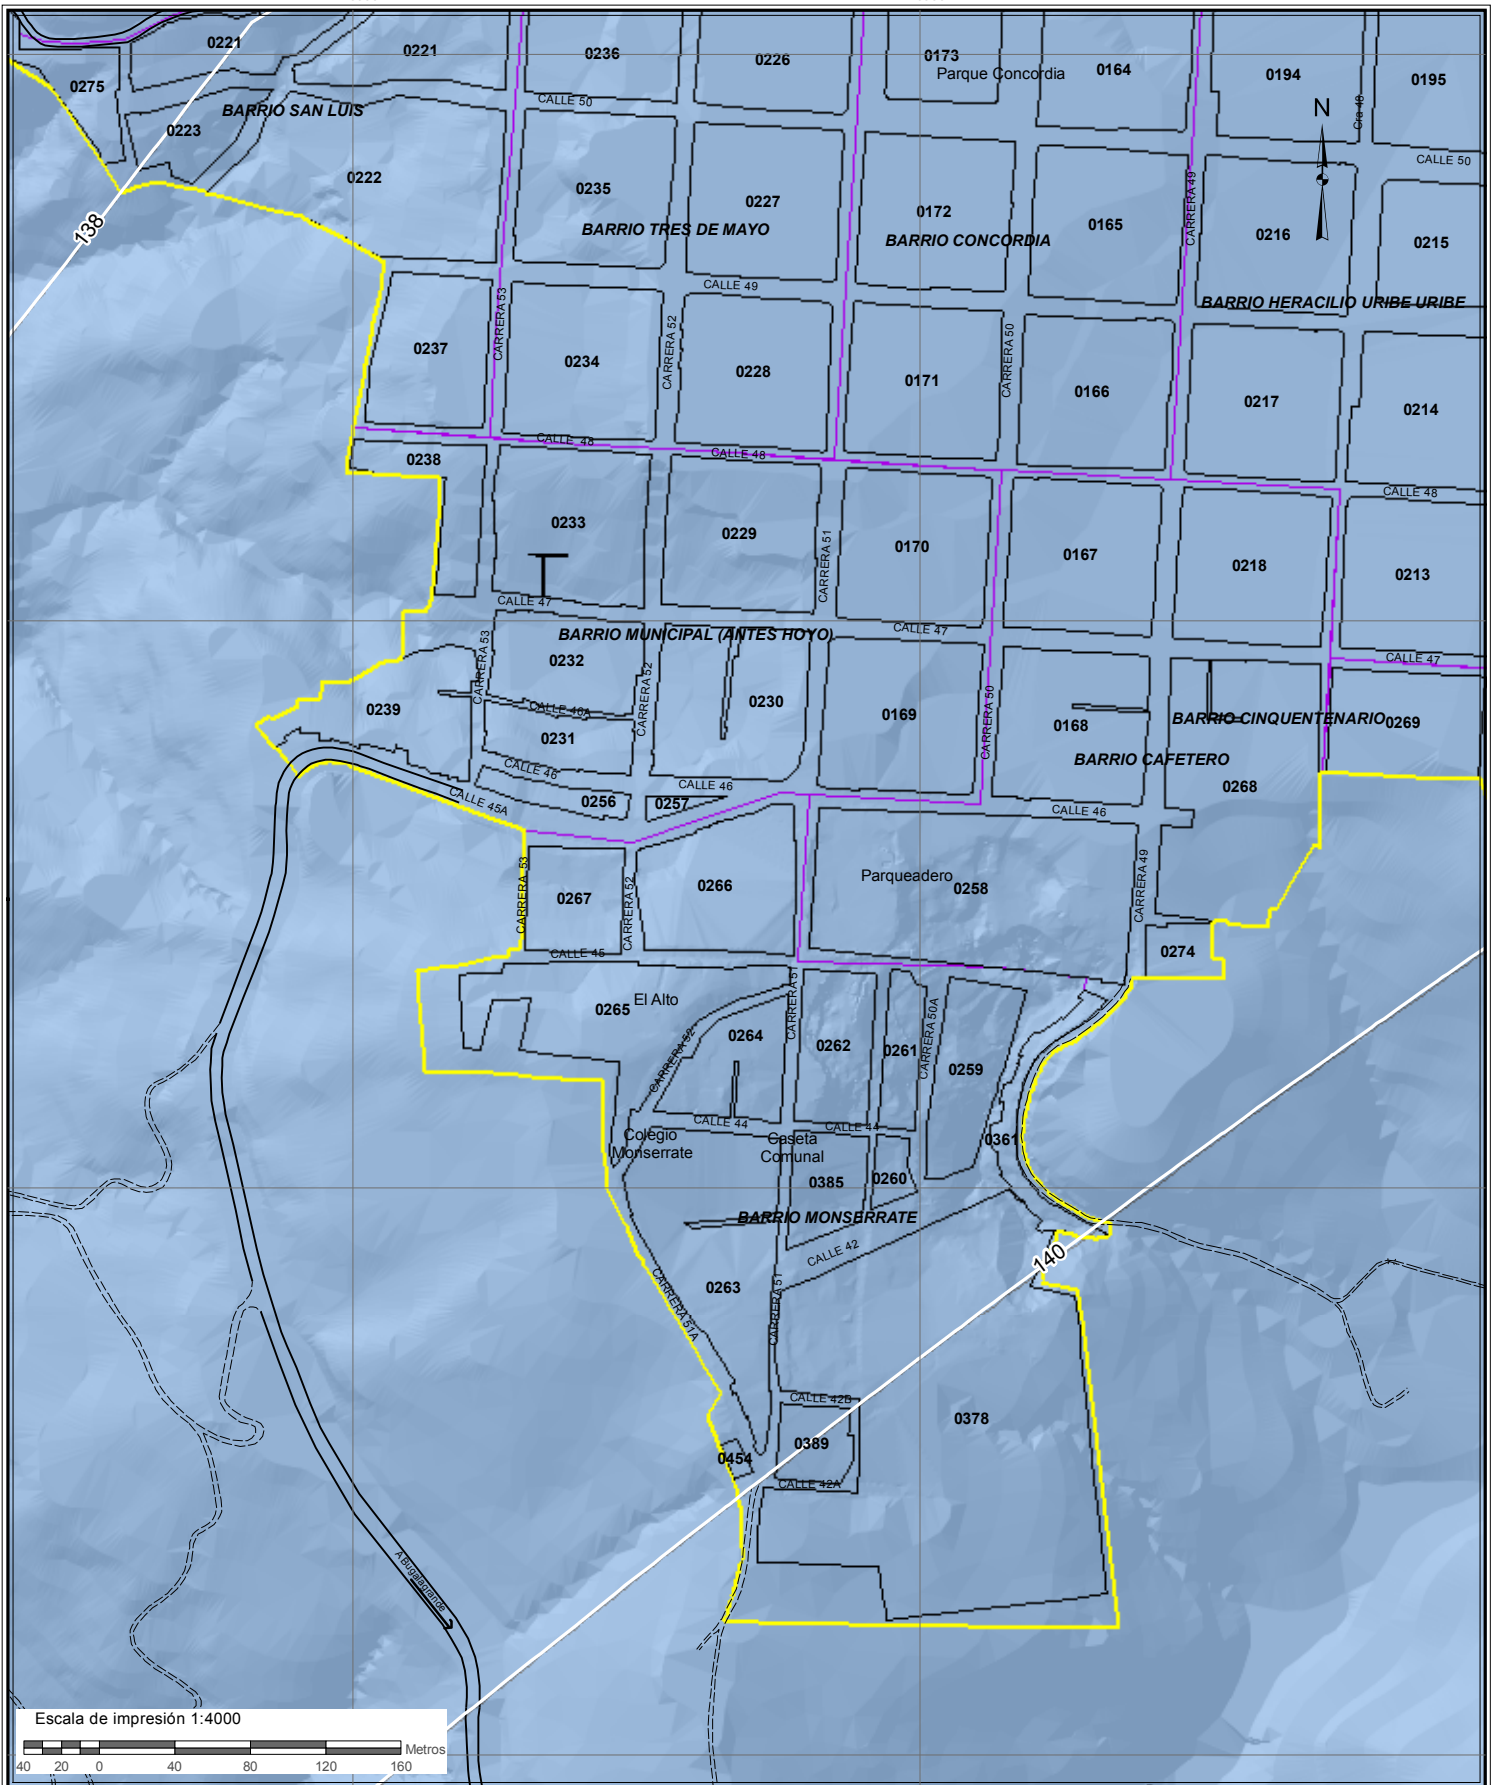 0221
0221
0236
0226
0173
Parque Concordia
0164
0194
0195
0275
BARRIO SAN LUIS
CALLE 50
Cra 48
N
0223
CALLE 50
0222
0235
0227
0172
0165
CARRERA 49
0216
0215
138
BARRIO TRES DE MAYO
BARRIO CONCORDIA
CALLE 49
BARRIO HERACILIO URIBE URIBE
0237
CARRERA 53
0234
CARRERA 52
0228
0171
CARRERA 50
0166
0217
0214
CALLE 48
CALLE 48
0238
CALLE 48
0233
0229
CARRERA 51
0170
0167
0218
0213
CALLE 47
BARRIO MUNICIPAL (ANTES HOYO)
CALLE 47
CALLE 47
0232
CARRERA 53
CARRERA 52
0239
CALLE 46A
0230
0169
CARRERA 50
0168
BARRIO CINQUENTENARIO
0269
0231
BARRIO CAFETERO
CALLE 46
CALLE 46
0268
CALLE 45A
0256
0257
CALLE 46
Parqueadero
0258
CARRERA 49
CARRERA 53
0267
CARRERA 52
0266
CALLE 45
0274
0265
El Alto
CARRERA 51
CARRERA 52
0264
0262
0261
CARRERA 50A
0259
CALLE 44
CALLE 44
Colegio
Monserrate
Caseta
Comunal
0361
0385
0260
BARRIO MONSERRATE
CALLE 42
140
0263
CARRERA 51A
CARRERA 51
CALLE 42B
0378
0389
0454
CALLE 42A
A Bugalagrande
Escala de impresión 1:4000
Metros
40 20 0 40 80 120 160